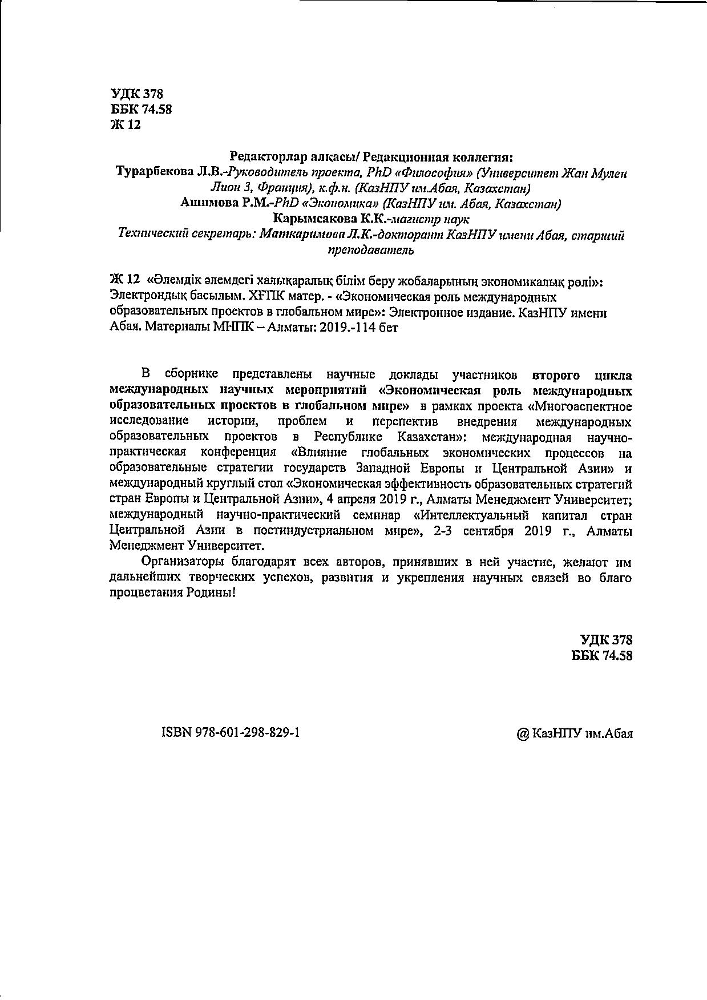 УДК 378
ББК 74.58
Ж 12
Редакторлар алқасы/ Редакционная коллегия:
Турарбекова Л.В.-Руководитель проекта, PhD «Философия» (Университет Жан Мулен
Лион 3, Франция), к.ф.н. (КазНПУ им.Абая, Казахстан)
Ашимова Р.М.-PhD «Экономика» (КазНПУ им. Абая, Казахстан)
Карымсакова К.К.-магистр наук
Технический секретарь: Маткаримова Л.К.-докторант КазНПУ имени Абая, старший
преподаватель
Ж 12 «Әлемдік әлемдегі халықаралық білім беру жобаларының экономикалық рөлі»:
Электрондық басылым. ХҒПК матер. - «Экономическая роль международных
образовательных проектов в глобальном мире»: Электронное издание. КазНПУ имени
Абая. Материалы МНПК – Алматы: 2019.-114 бет
В сборнике представлены научные доклады участников второго цикла
международных научных мероприятий «Экономическая роль международных
образовательных проектов в глобальном мире» в рамках проекта «Многоаспектное
исследование истории, проблем и перспектив внедрения международных
образовательных проектов в Республике Казахстан»: международная научно-
практическая конференция «Влияние глобальных экономических процессов на
образовательные стратегии государств Западной Европы и Центральной Азии» и
международный круглый стол «Экономическая эффективность образовательных стратегий
стран Европы и Центральной Азии», 4 апреля 2019 г., Алматы Менеджмент Университет;
международный научно-практический семинар «Интеллектуальный капитал стран
Центральной Азии в постиндустриальном мире», 2-3 сентября 2019 г., Алматы
Менеджмент Университет.
Организаторы благодарят всех авторов, принявших в ней участие, желают им
дальнейших творческих успехов, развития и укрепления научных связей во благо
процветания Родины!
УДК 378
ББК 74.58
ISBN 978-601-298-829-1 @ КазНПУ им.Абая